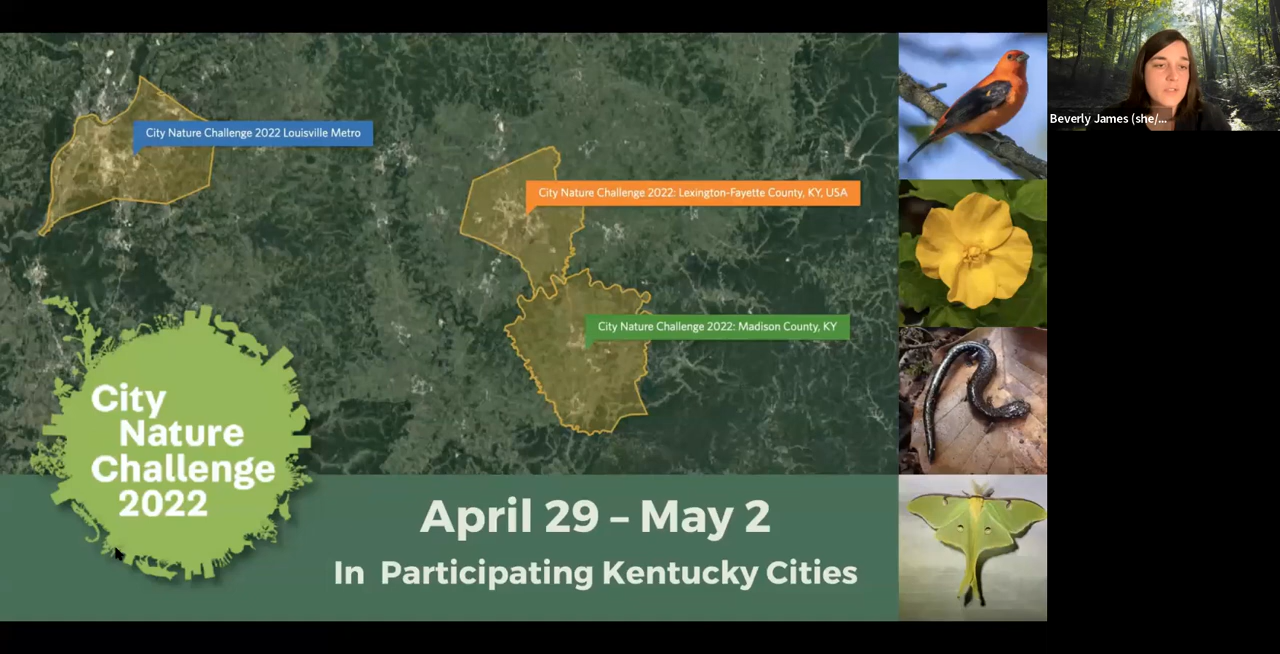 City Nature Challenge 2022 Louisville Metro
City Nature Challenge 2022: Lexington-Fayette County, KY, USA
City Nature Challenge 2022: Madison County, KY
City
Nature
Challenge
2022
April 29 – May 2
In Participating Kentucky Cities
Beverly James (she/...